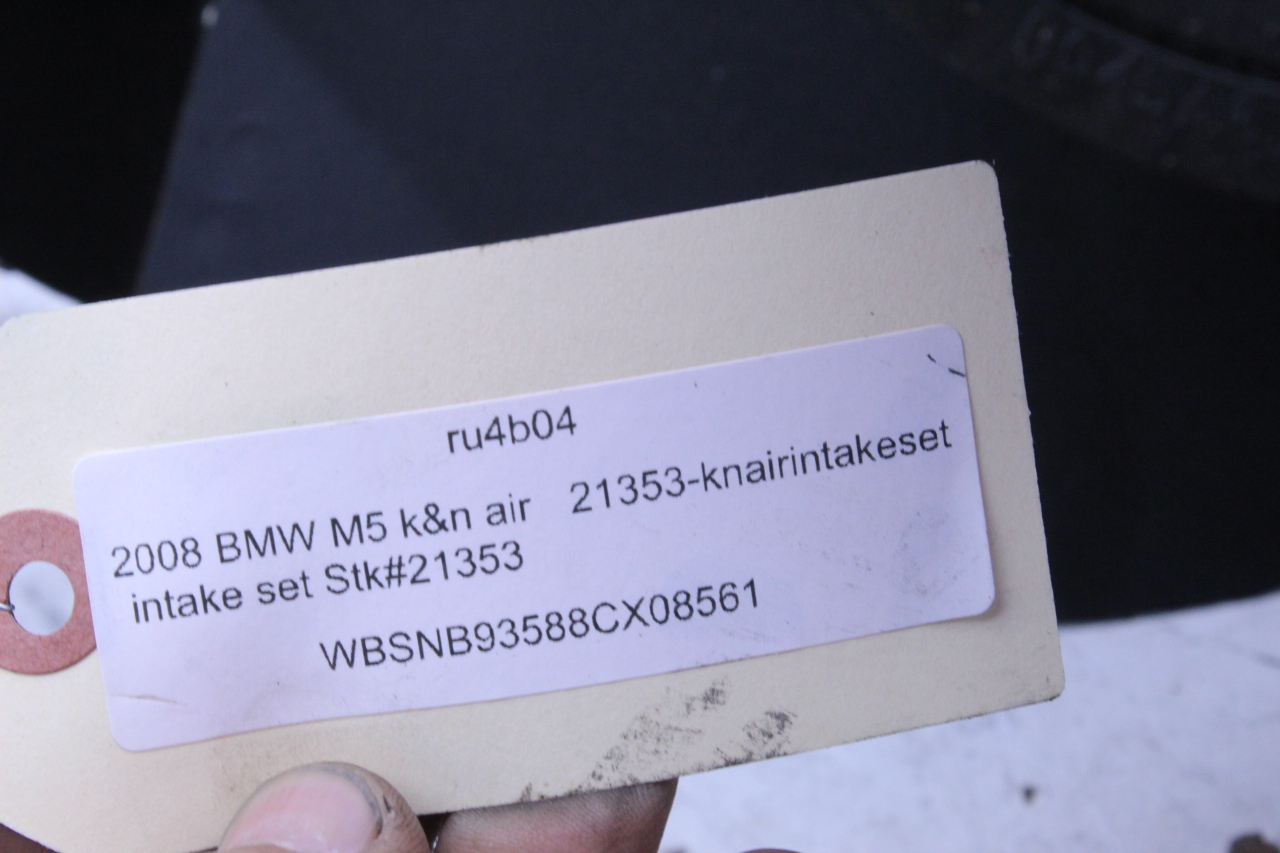 ru4b04
2008 BMW M5 k&n air 21353-knairintakeset
intake set Stk#21353
WBSNB93588CX08561